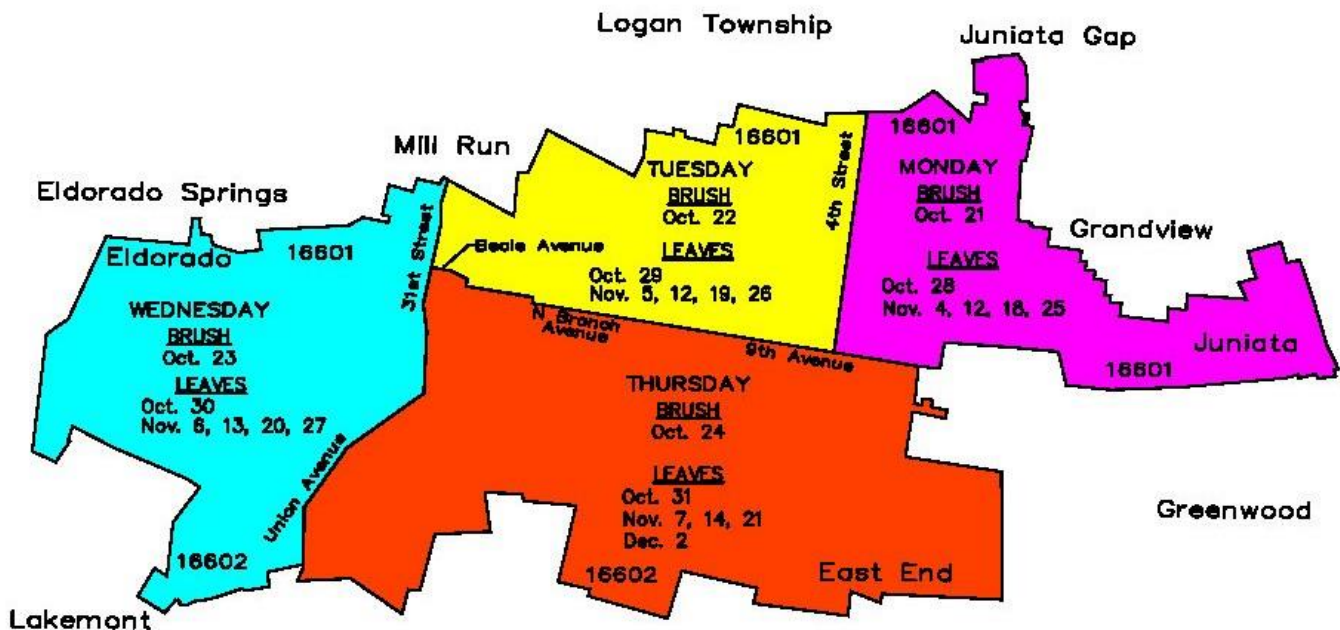 Logan Township
Juniata Gap
Mill Run
Eldorado Springs
Grandview
Greenwood
Lakemont
16601
Eldorado
WEDNESDAY
BRUSH
Oct. 23
LEAVES
Oct. 30
Nov. 6, 13, 20, 27
16602
31st Street
Union Avenue
Beale Avenue
16601
TUESDAY
BRUSH
Oct. 22
LEAVES
Oct. 29
Nov. 5, 12, 19, 26
4th Street
N Branch
Avenue
9th Avenue
16601
MONDAY
BRUSH
Oct. 21
LEAVES
Oct. 28
Nov. 4, 12, 18, 25
Juniata
16601
THURSDAY
BRUSH
Oct. 24
LEAVES
Oct. 31
Nov. 7, 14, 21
Dec. 2
16602
East End